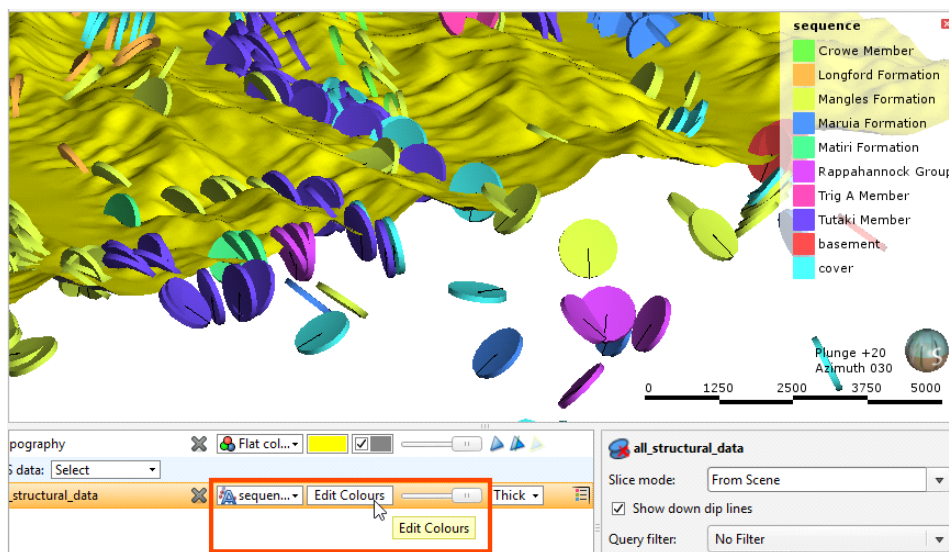 sequence
Crowe Member
Longford Formation
Mangles Formation
Maruia Formation
Matiri Formation
Rappahannock Group
Trig A Member
Tutaki Member
basement
cover
Plunge +20
Azimuth 030
0 1250 2500 3750 5000
pography Flat col...
S data: Select
_structural_data sequen... Edit Colours Thick
Edit Colours
all_structural_data
Slice mode: From Scene
Show down dip lines
Query filter: No Filter